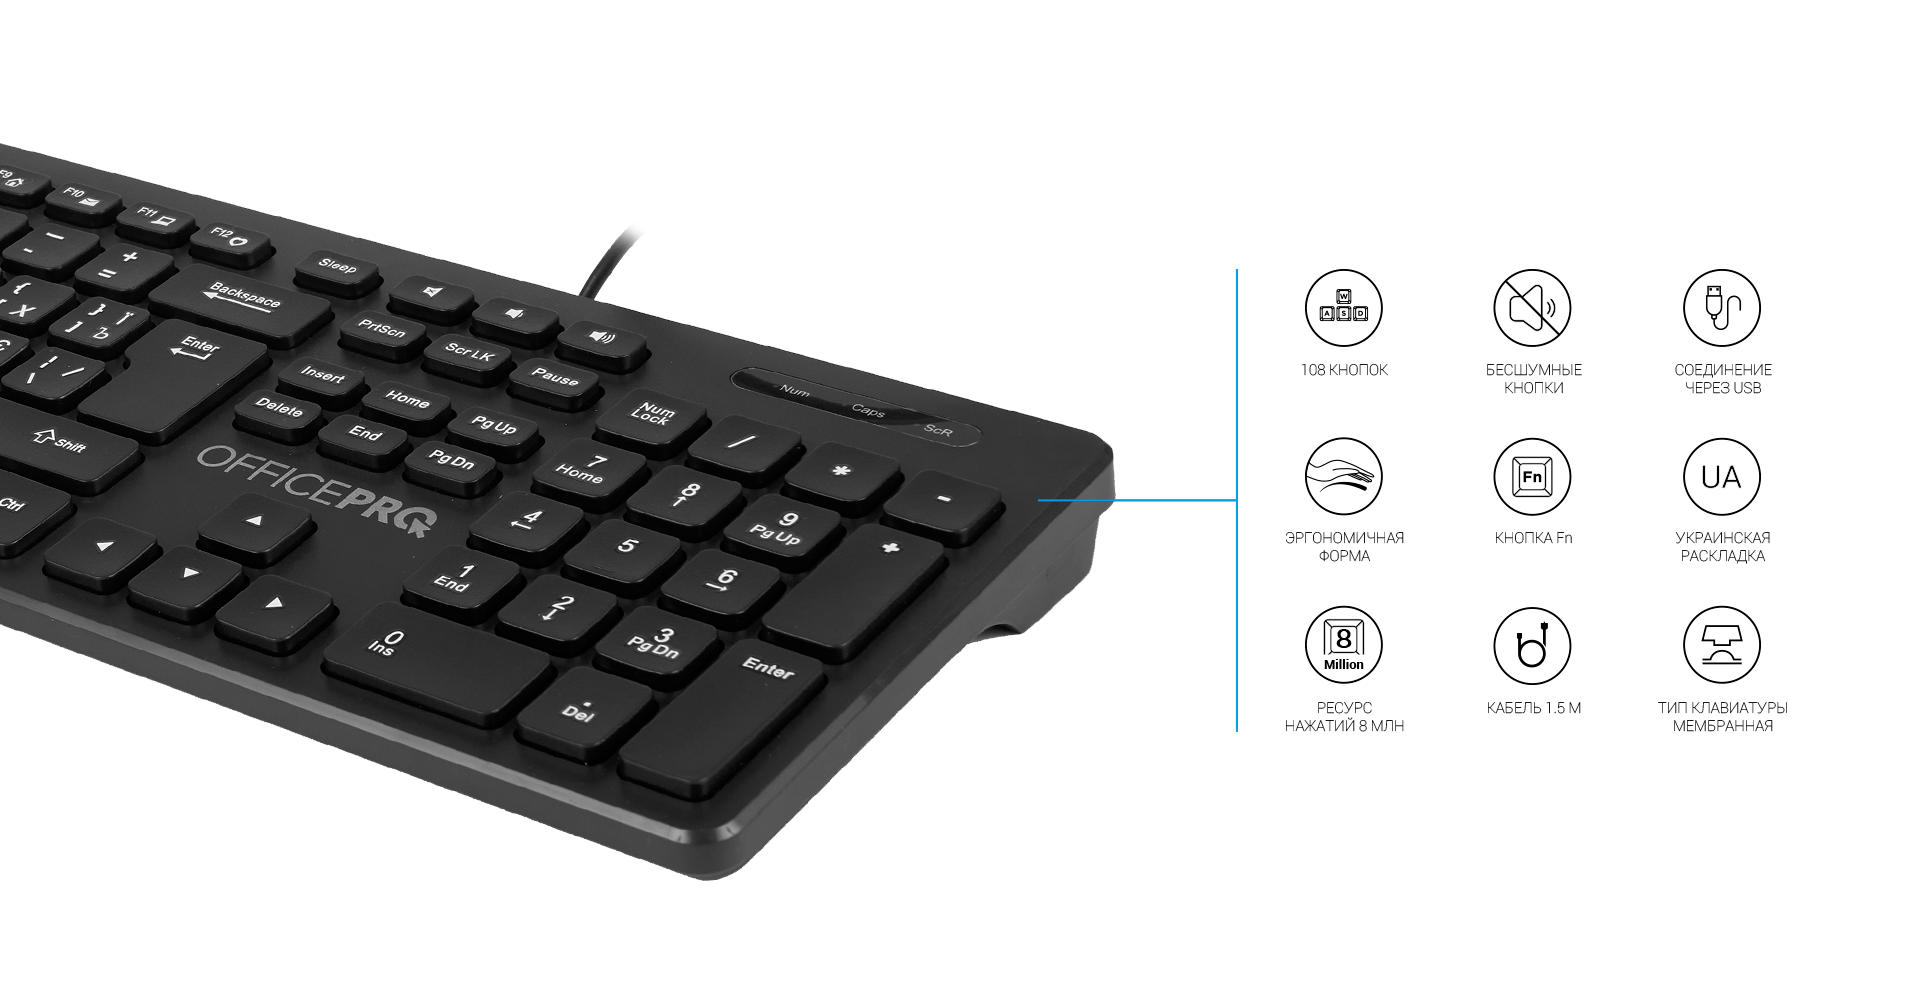 F9
F10
F11
F12
Sleep
Backspace
PrtScn
Scr LK
Pause
Enter
Insert
Home
Pg Up
Delete
End
Pg Dn
Shift
Ctrl
OFFICEPRO
Num
Caps
ScR
Num
Lock
/
*
-
7
Home
8
9
Pg Up
+
4
5
6
1
End
2
3
Pg Dn
Enter
0
Ins
.
Del
- _
= +
{
Х
} Ї
] Ъ
W
A S D
108 КНОПОК
БЕСШУМНЫЕ
КНОПКИ
СОЕДИНЕНИЕ
ЧЕРЕЗ USB
ЭРГОНОМИЧНАЯ
ФОРМА
Fn
КНОПКА Fn
UA
УКРАИНСКАЯ
РАСКЛАДКА
8
Million
РЕСУРС
НАЖАТИЙ 8 МЛН
КАБЕЛЬ 1.5 М
ТИП КЛАВИАТУРЫ
МЕМБРАННАЯ